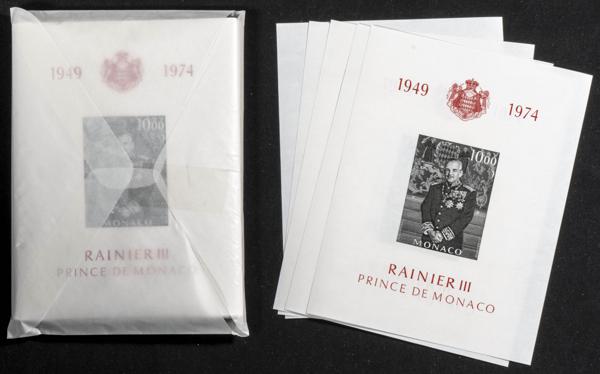 1949 1974
10.00
MONACO
RAINIER III
PRINCE DE MONACO
1949 1974
10.00
MONACO
RAINIER III
PRINCE DE MONACO